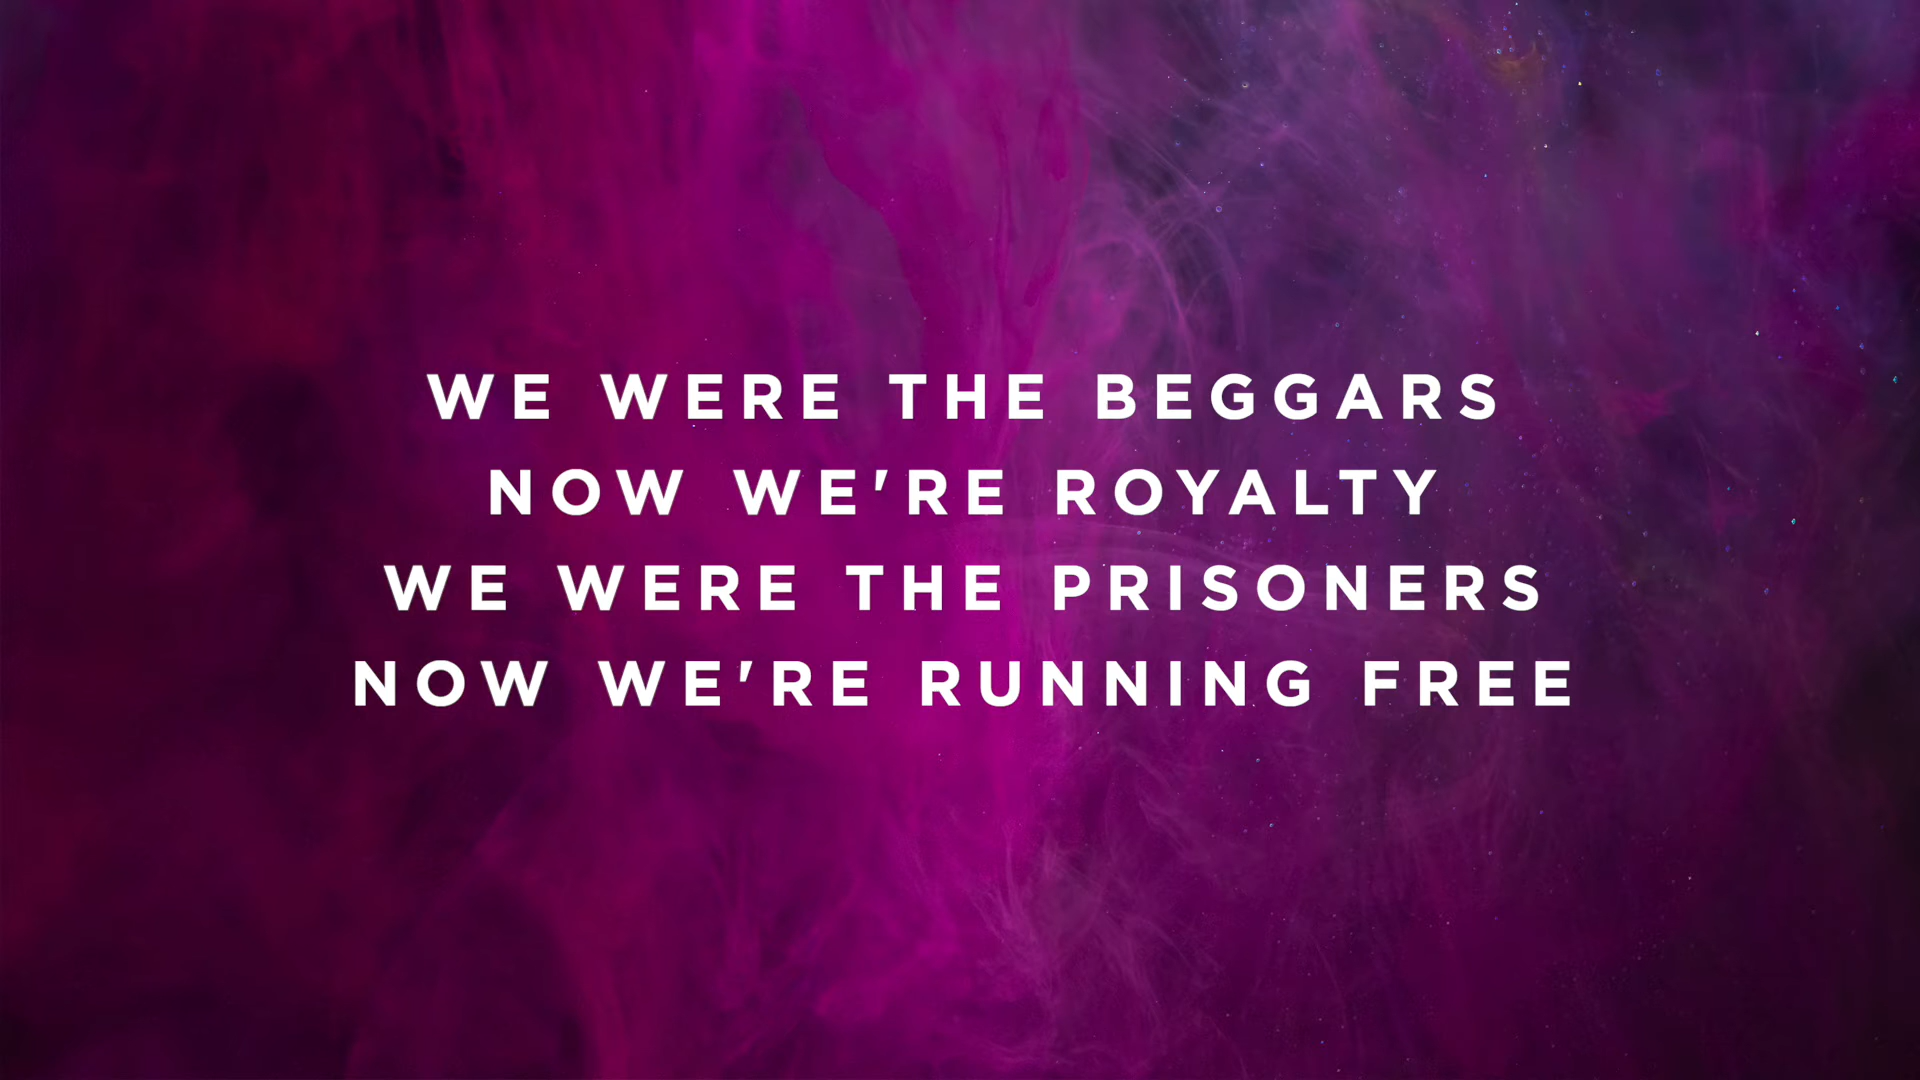 WE WERE THE BEGGARS
NOW WE'RE ROYALTY
WE WERE THE PRISONERS
NOW WE'RE RUNNING FREE